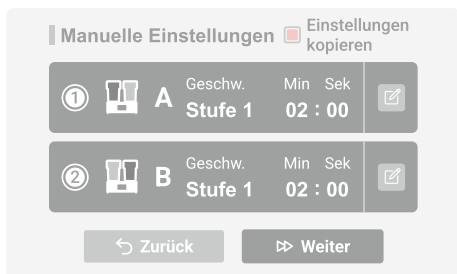 Manuelle Einstellungen
Einstellungen
kopieren
1 A Geschw. Min Sek
Stufe 1 02 : 00
2 B Geschw. Min Sek
Stufe 1 02 : 00
Zurück Weiter